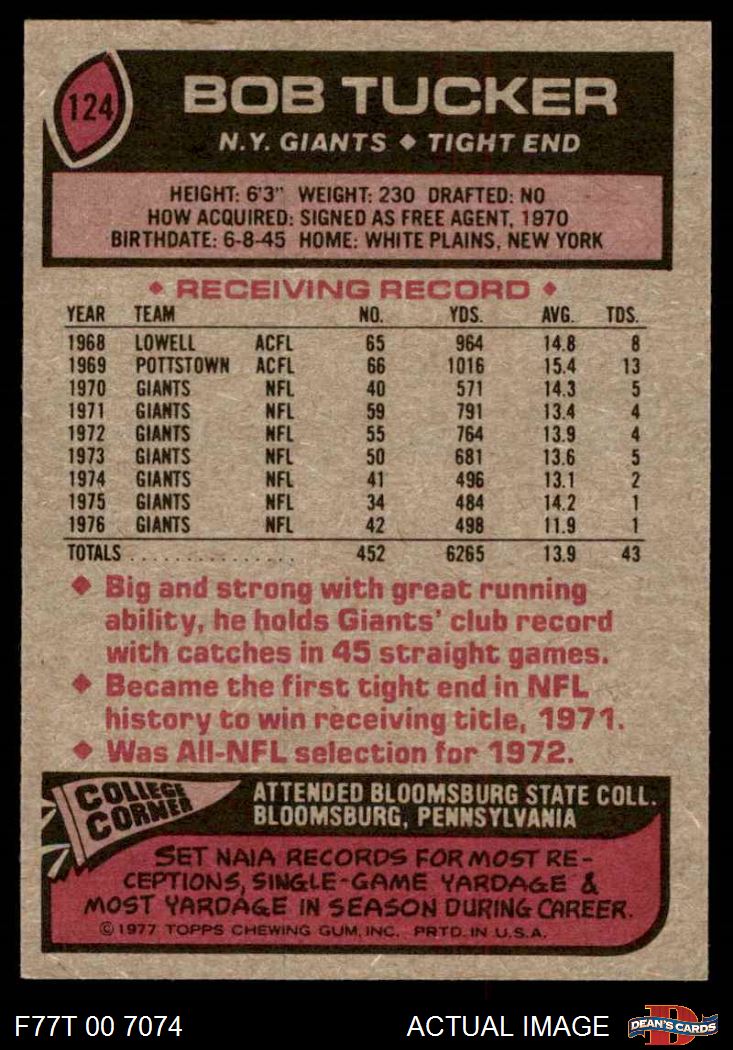 124
BOB TUCKER
N.Y. GIANTS ◆ TIGHT END
HEIGHT: 6'3" WEIGHT: 230 DRAFTED: NO
HOW ACQUIRED: SIGNED AS FREE AGENT, 1970
BIRTHDATE: 6-8-45 HOME: WHITE PLAINS, NEW YORK
◆ RECEIVING RECORD ◆
YEAR TEAM NO. YDS. AVG. TDS.
1968 LOWELL ACFL 65 964 14.8 8
1969 POTTSTOWN ACFL 66 1016 15.4 13
1970 GIANTS NFL 40 571 14.3 5
1971 GIANTS NFL 59 791 13.4 4
1972 GIANTS NFL 55 764 13.9 4
1973 GIANTS NFL 50 681 13.6 5
1974 GIANTS NFL 41 496 13.1 2
1975 GIANTS NFL 34 484 14.2 1
1976 GIANTS NFL 42 498 11.9 1
TOTALS . . . . . . . . . . . . . . . 452 6265 13.9 43
◆ Big and strong with great running
ability, he holds Giants' club record
with catches in 45 straight games.
◆ Became the first tight end in NFL
history to win receiving title, 1971.
◆ Was All-NFL selection for 1972.
COLLEGE
CORNER
ATTENDED BLOOMSBURG STATE COLL.
BLOOMSBURG, PENNSYLVANIA
SET NAIA RECORDS FOR MOST RE-
CEPTIONS, SINGLE-GAME YARDAGE &
MOST YARDAGE IN SEASON DURING CAREER.
© 1977 TOPPS CHEWING GUM, INC. PRTD. IN U.S.A.
F77T 00 7074 ACTUAL IMAGE
D
DEAN'S CARDS